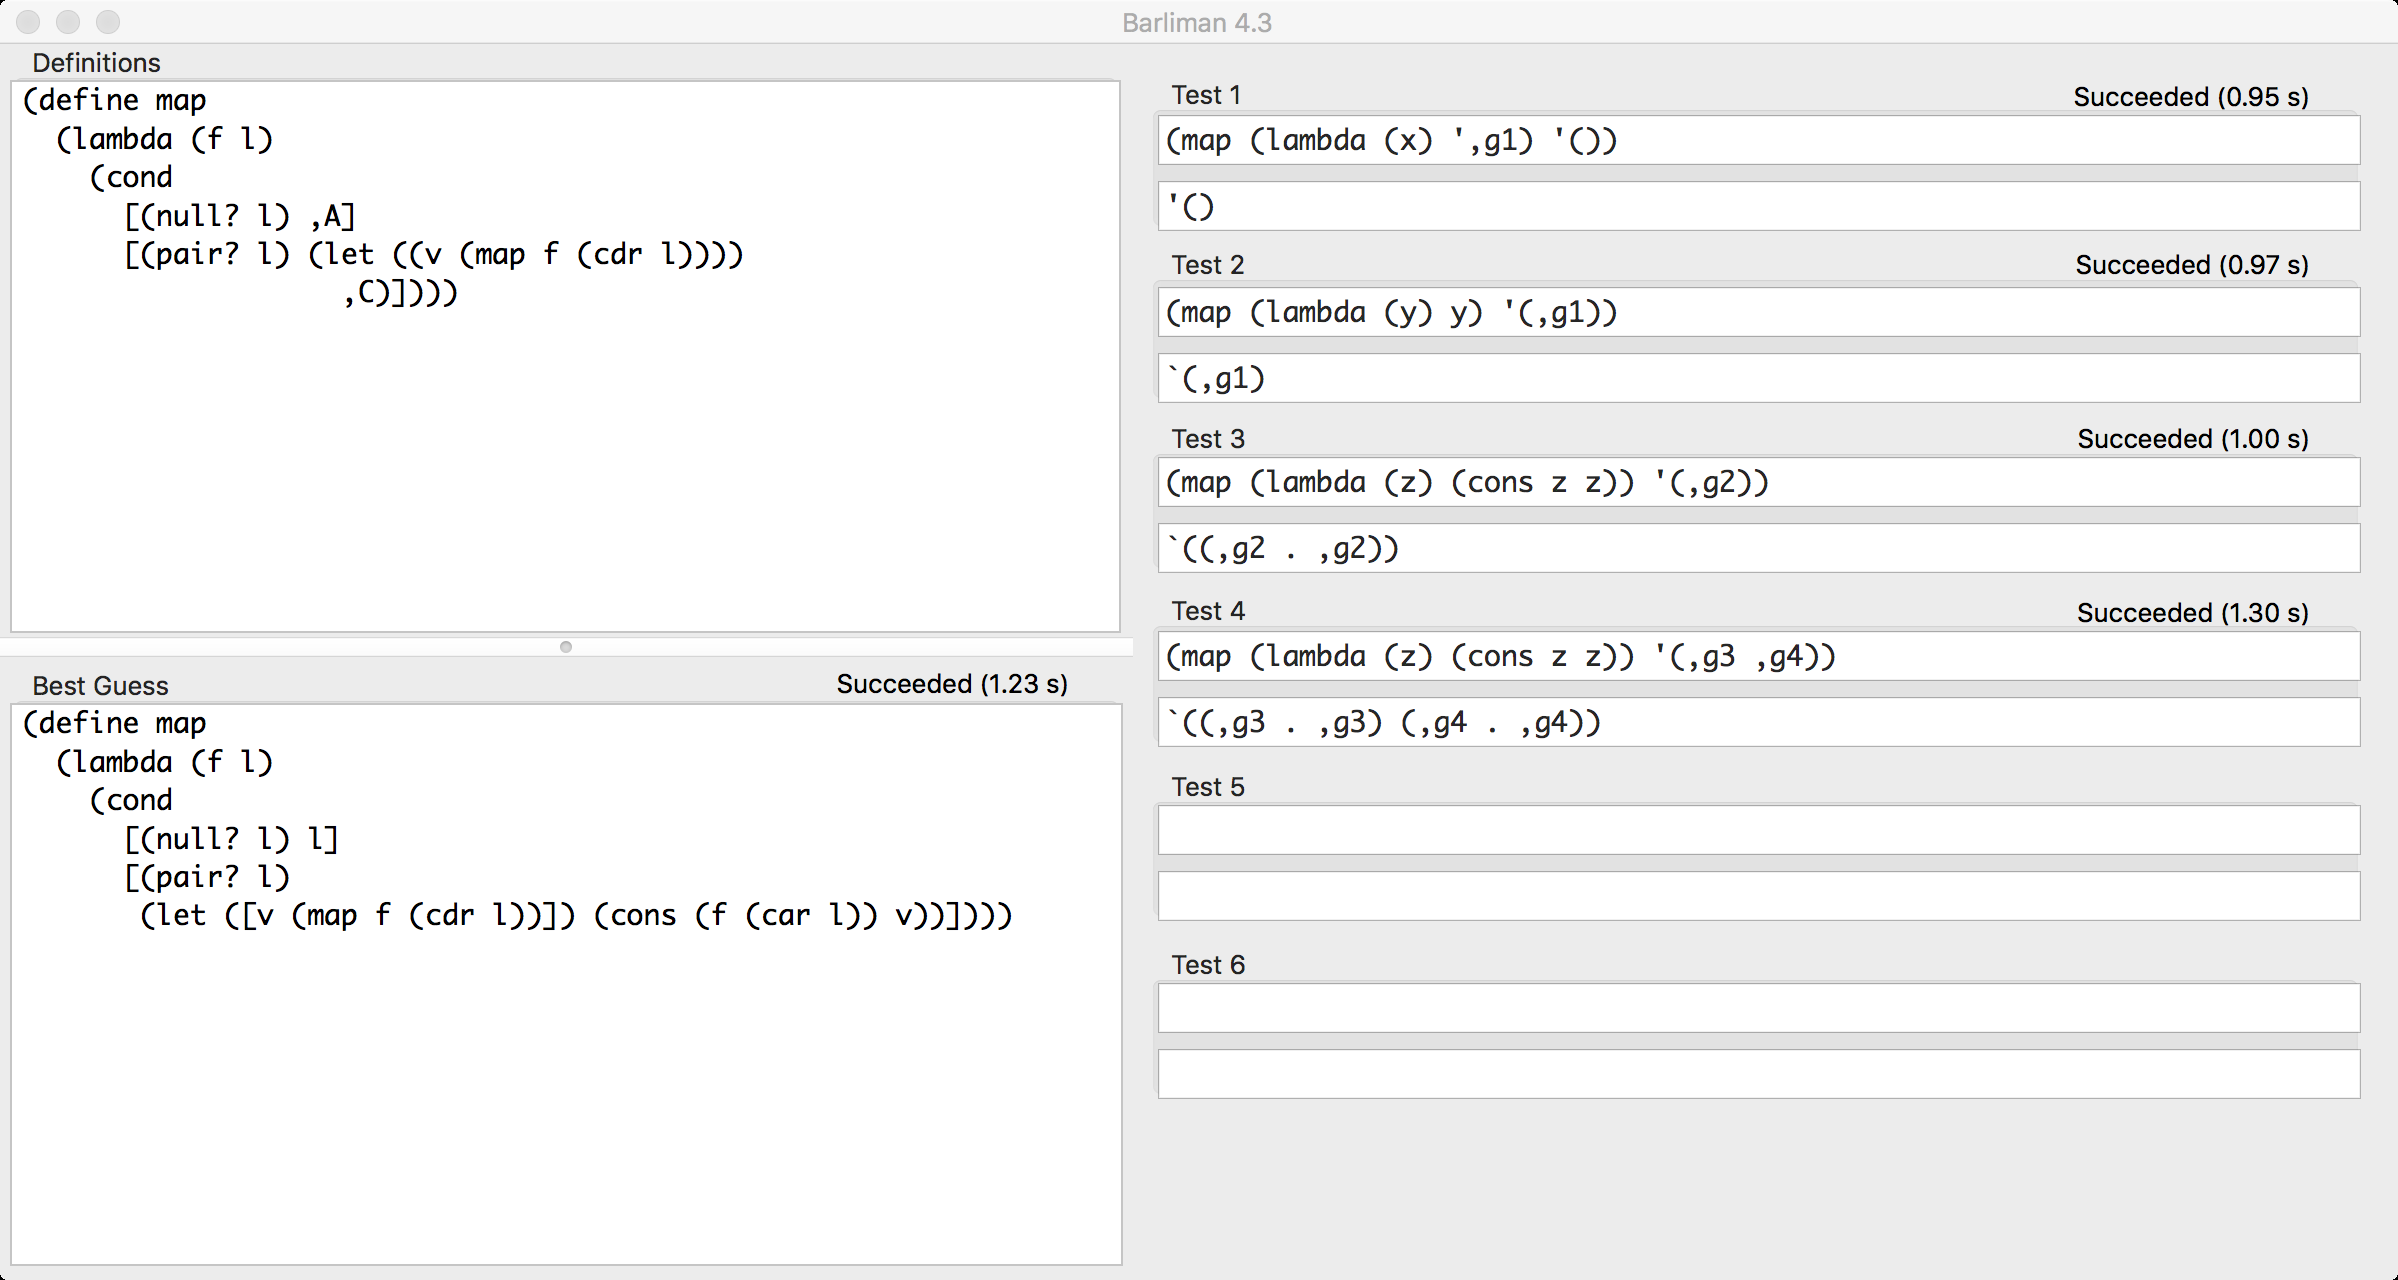 Barliman 4.3
Definitions
(define map
  (lambda (f l)
    (cond
      [(null? l) ,A]
      [(pair? l) (let ((v (map f (cdr l))))
                   ,C)])))
Best Guess
Succeeded (1.23 s)
(define map
  (lambda (f l)
    (cond
      [(null? l) l]
      [(pair? l)
       (let ([v (map f (cdr l))]) (cons (f (car l)) v))])))
Test 1
Succeeded (0.95 s)
(map (lambda (x) ',g1) '())
'()
Test 2
Succeeded (0.97 s)
(map (lambda (y) y) '(,g1))
`(,g1)
Test 3
Succeeded (1.00 s)
(map (lambda (z) (cons z z)) '(,g2))
`((,g2 . ,g2))
Test 4
Succeeded (1.30 s)
(map (lambda (z) (cons z z)) '(,g3 ,g4))
`((,g3 . ,g3) (,g4 . ,g4))
Test 5
Test 6